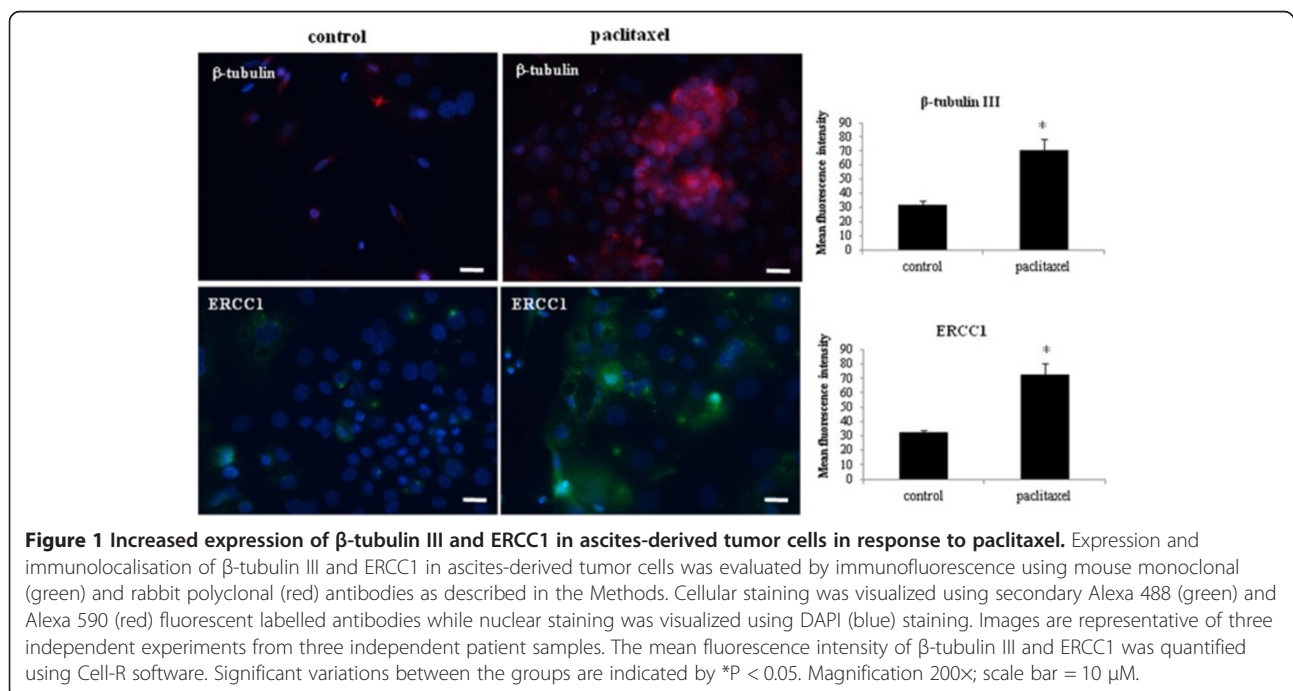 control
paclitaxel
β-tubulin
β-tubulin
ERCC1
ERCC1
β-tubulin III
Mean fluorescence intensity
90
80
70
60
50
40
30
20
10
0
*
control
paclitaxel
ERCC1
Mean fluorescence intensity
90
80
70
60
50
40
30
20
10
0
*
control
paclitaxel
Figure 1 Increased expression of β-tubulin III and ERCC1 in ascites-derived tumor cells in response to paclitaxel. Expression and
immunolocalisation of β-tubulin III and ERCC1 in ascites-derived tumor cells was evaluated by immunofluorescence using mouse monoclonal
(green) and rabbit polyclonal (red) antibodies as described in the Methods. Cellular staining was visualized using secondary Alexa 488 (green) and
Alexa 590 (red) fluorescent labelled antibodies while nuclear staining was visualized using DAPI (blue) staining. Images are representative of three
independent experiments from three independent patient samples. The mean fluorescence intensity of β-tubulin III and ERCC1 was quantified
using Cell-R software. Significant variations between the groups are indicated by *P < 0.05. Magnification 200×; scale bar = 10 μM.